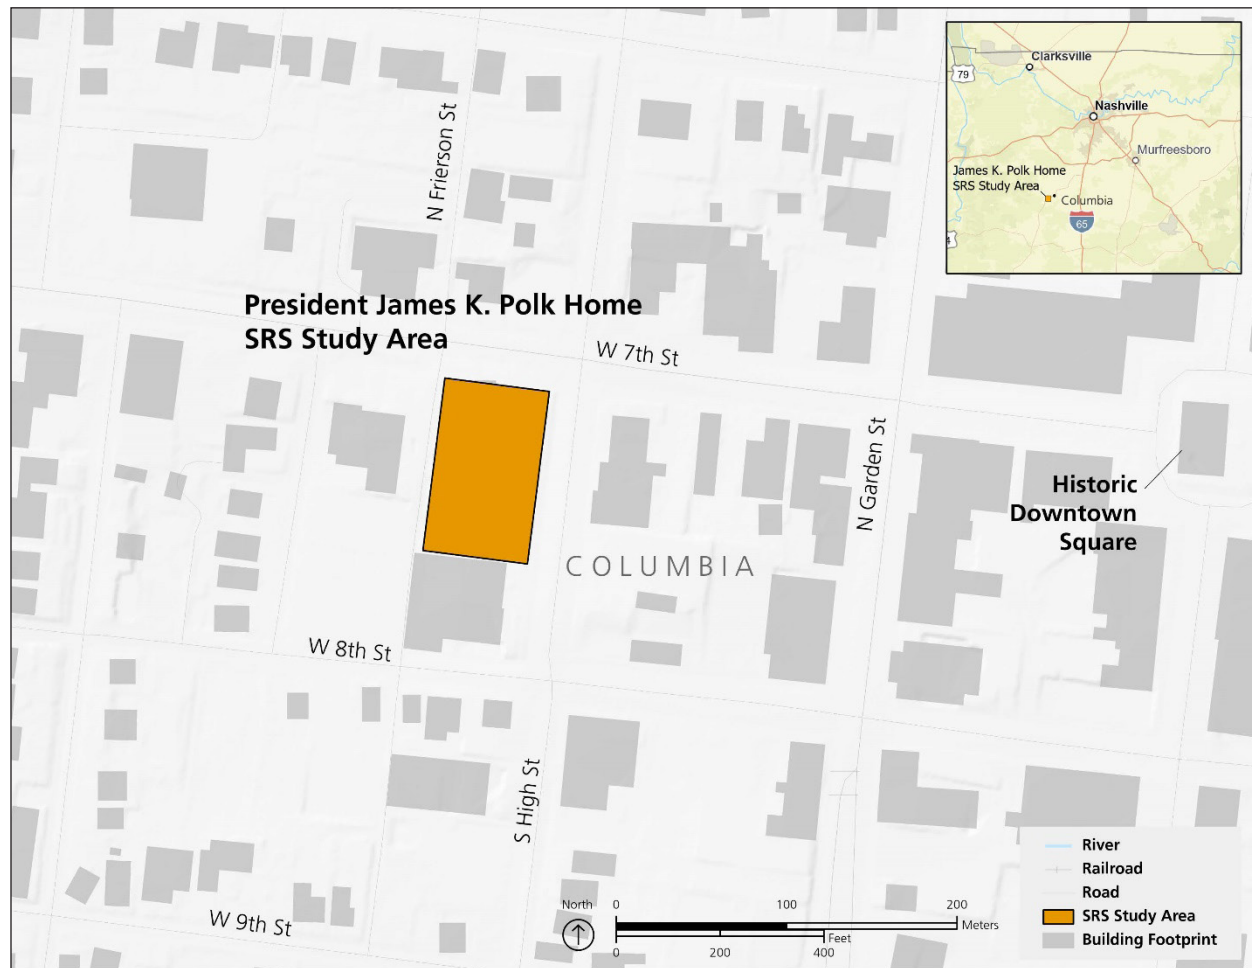 Clarksville
79
Nashville
Murfreesboro
James K. Polk Home
SRS Study Area
Columbia
65
4
N Frierson St
President James K. Polk Home
SRS Study Area
W 7th St
N Garden St
Historic
Downtown
Square
COLUMBIA
W 8th St
S High St
W 9th St
North
0 100 200
Meters
Feet
0 200 400
River
Railroad
Road
SRS Study Area
Building Footprint